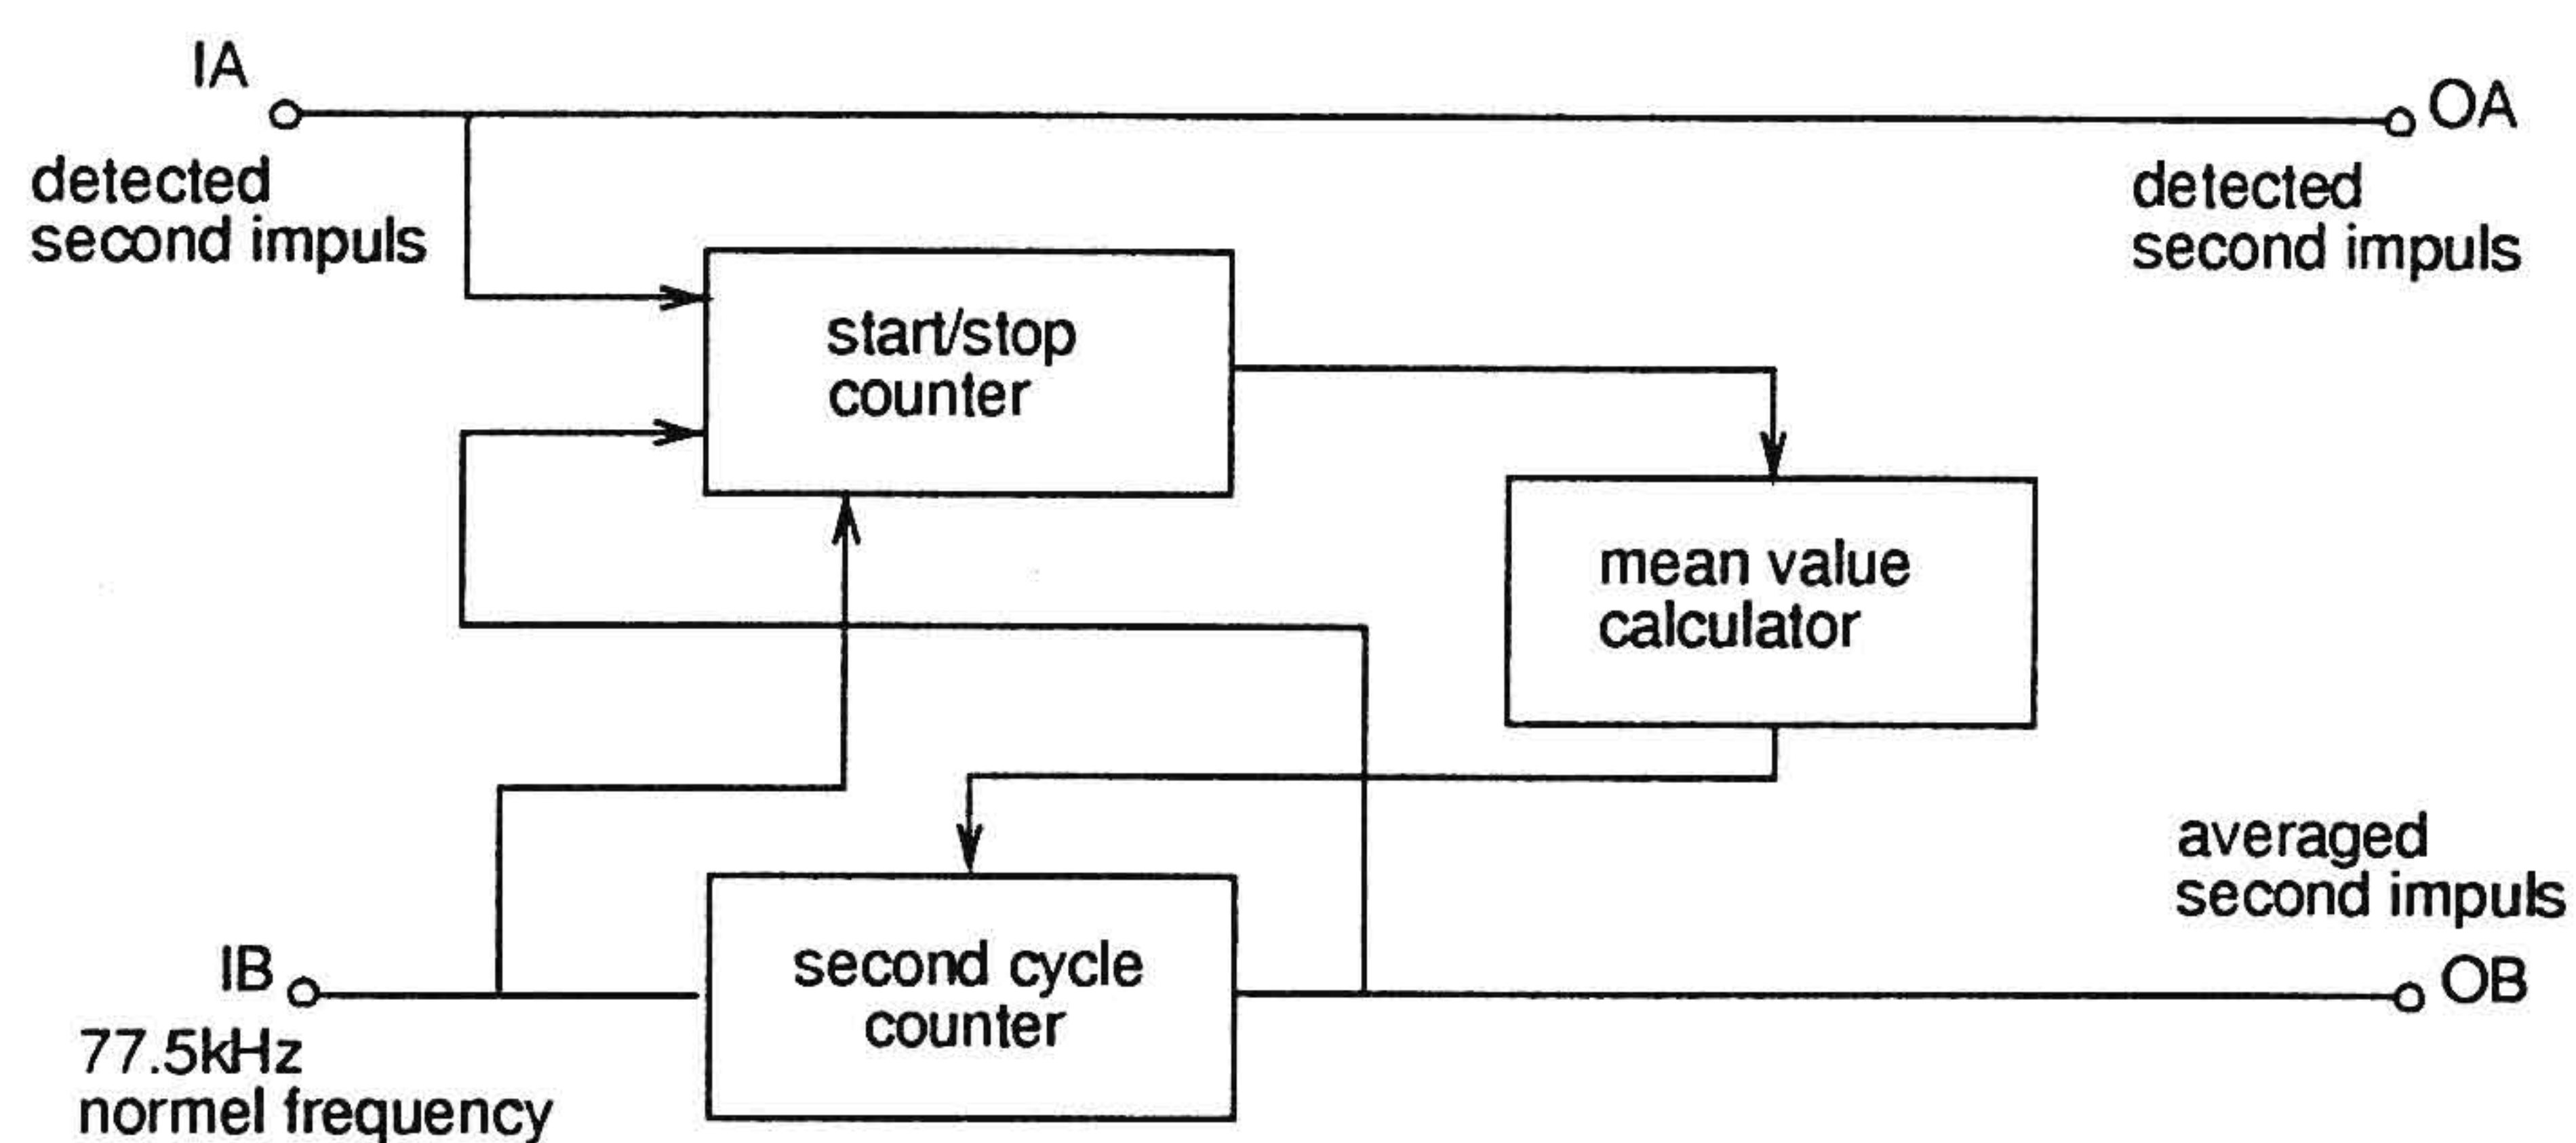 IA
OA
detected
second impuls
detected
second impuls
start/stop
counter
mean value
calculator
averaged
second impuls
IB
second cycle
counter
OB
77.5kHz
normel frequency